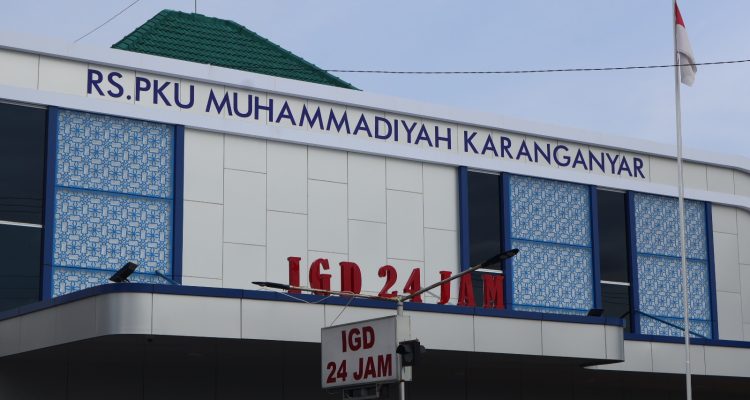 RS.PKU MUHAMMADIYAH KARANGANYAR
IGD 24 JAM
IGD
24 JAM